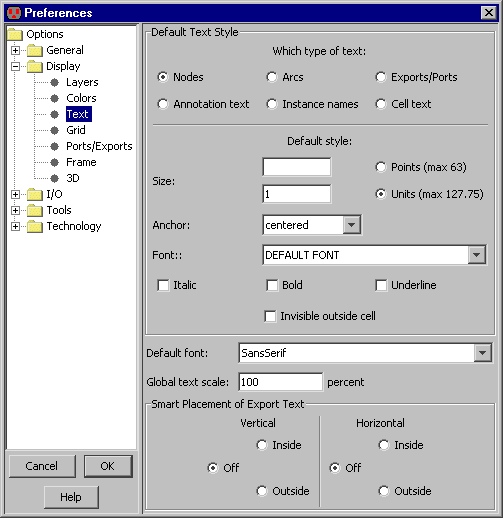 Preferences
Options
General
Display
Layers
Colors
Text
Grid
Ports/Exports
Frame
3D
I/O
Tools
Technology
Cancel OK
Help
Default Text Style
Which type of text:
Nodes Arcs Exports/Ports
Annotation text Instance names Cell text
Default style:
Size:
Points (max 63)
1 Units (max 127.75)
Anchor: centered
Font:: DEFAULT FONT
Italic Bold Underline
Invisible outside cell
Default font: SansSerif
Global text scale: 100 percent
Smart Placement of Export Text
Vertical Horizontal
Inside Inside
Off Off
Outside Outside